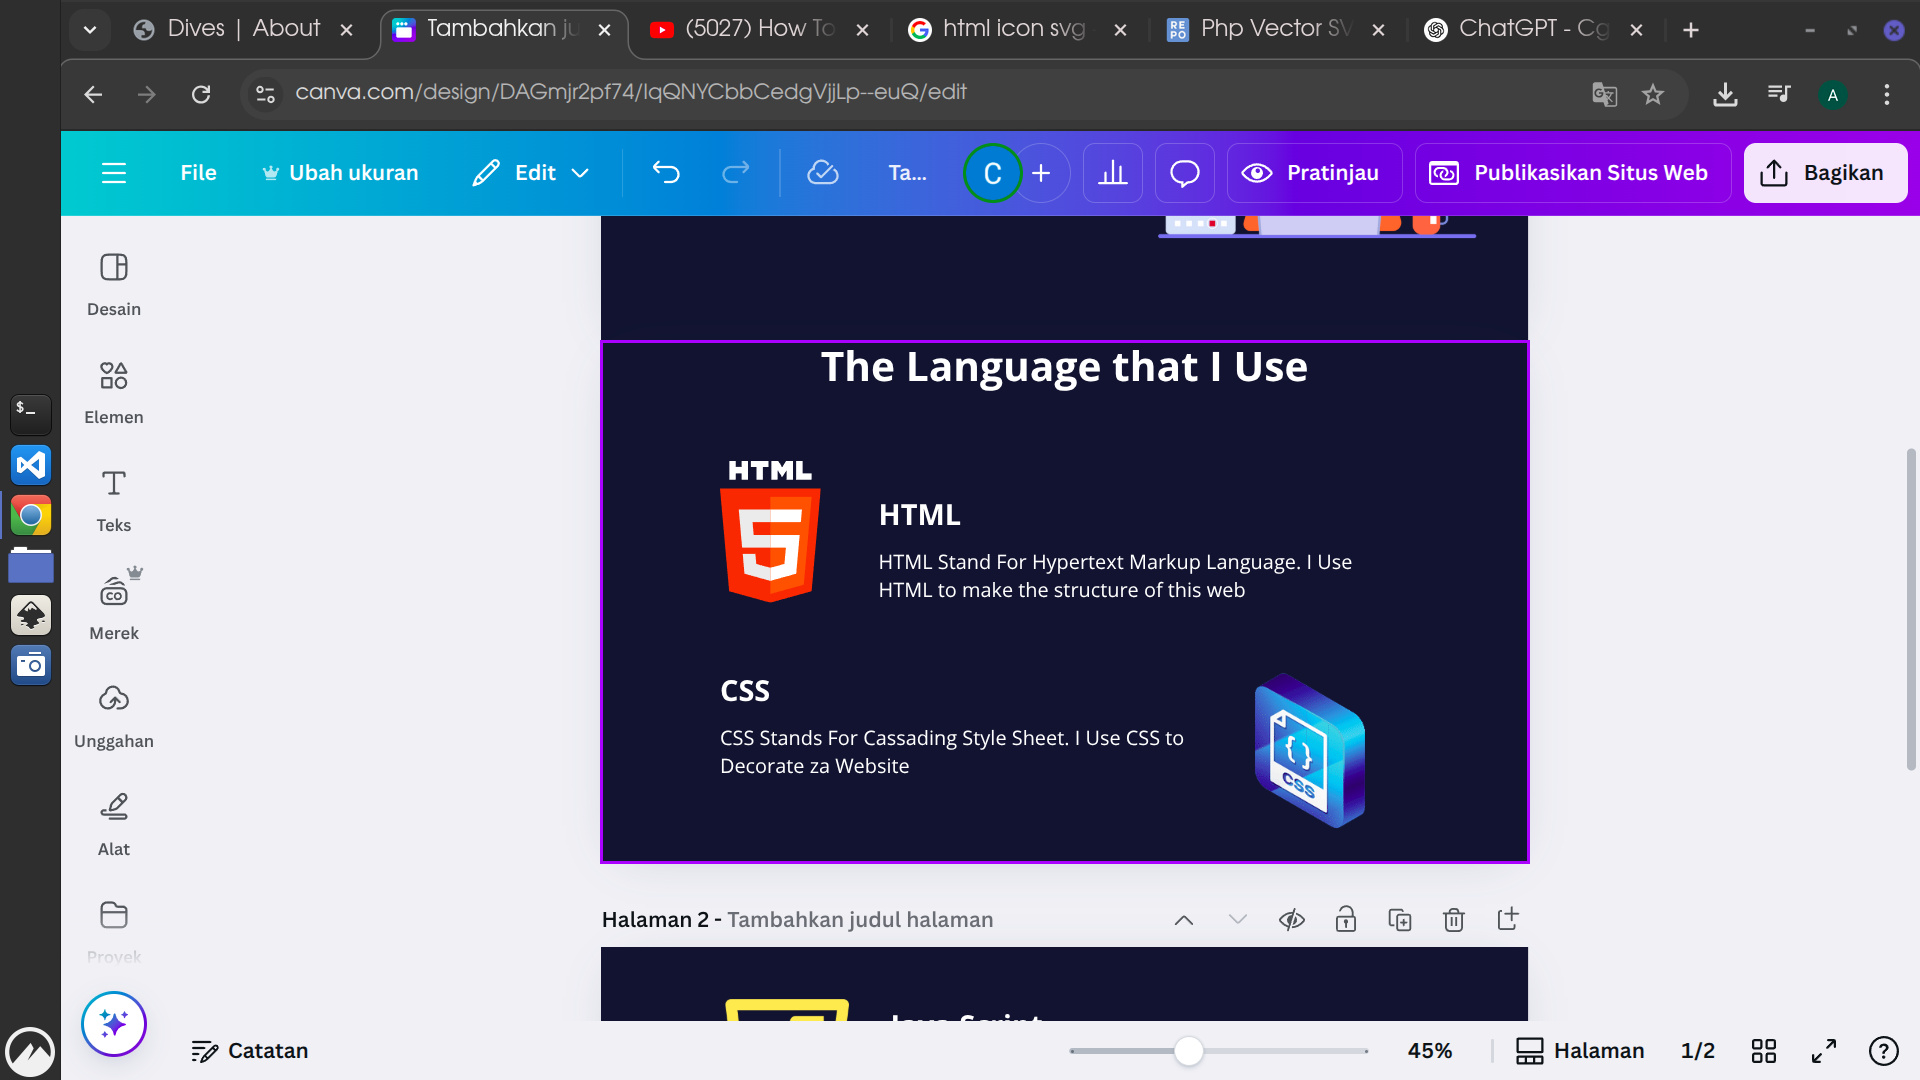 Dives | About
Tambahkan ju
(5027) How To
html icon svg
Php Vector SV
ChatGPT - Cg
canva.com/design/DAGmjr2pf74/IqQNYCbbCedgVjjLp--euQ/edit
A
File
Ubah ukuran
Edit
Ta...
C
Pratinjau
Publikasikan Situs Web
Bagikan
Desain
Elemen
Teks
Merek
Unggahan
Alat
Proyek
The Language that I Use
HTML
5
HTML
HTML Stand For Hypertext Markup Language. I Use
HTML to make the structure of this web
CSS
CSS Stands For Cassading Style Sheet. I Use CSS to
Decorate za Website
{ }
CSS
Halaman 2 - Tambahkan judul halaman
Java Script
Catatan
45%
Halaman
1/2